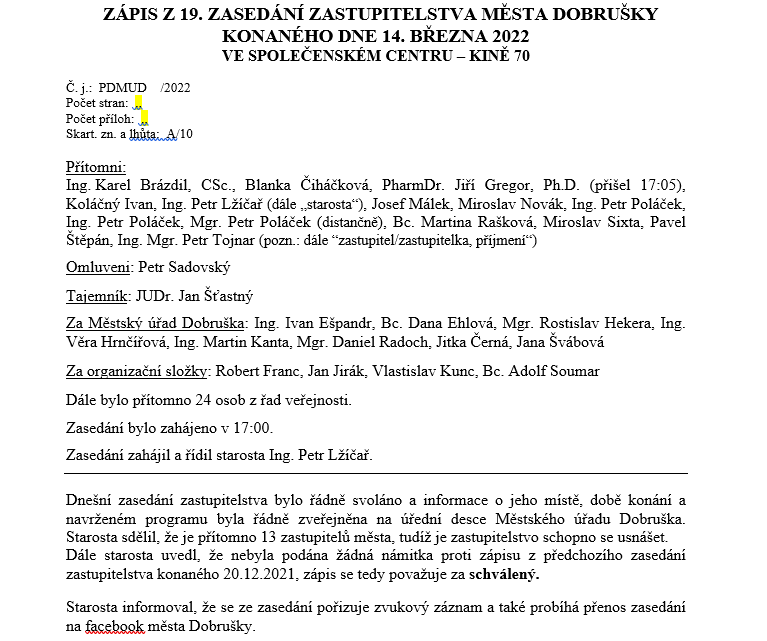 ZÁPIS Z 19. ZASEDÁNÍ ZASTUPITELSTVA MĚSTA DOBRUŠKY
KONANÉHO DNE 14. BŘEZNA 2022
VE SPOLEČENSKÉM CENTRU – KINĚ 70
Č. j.: PDMUD /2022
Počet stran: ..
Počet příloh: ..
Skart. zn. a lhůta: A/10
Přítomni:
Ing. Karel Brázdil, CSc., Blanka Čiháčková, PharmDr. Jiří Gregor, Ph.D. (přišel 17:05),
Koláčný Ivan, Ing. Petr Lžíčař (dále „starosta“), Josef Málek, Miroslav Novák, Ing. Petr Poláček,
Ing. Petr Poláček, Mgr. Petr Poláček (distančně), Bc. Martina Rašková, Miroslav Sixta, Pavel
Štěpán, Ing. Mgr. Petr Tojnar (pozn.: dále “zastupitel/zastupitelka, příjmení“)
Omluveni: Petr Sadovský
Tajemník: JUDr. Jan Šťastný
Za Městský úřad Dobruška: Ing. Ivan Ešpandr, Bc. Dana Ehlová, Mgr. Rostislav Hekera, Ing.
Věra Hrnčířová, Ing. Martin Kanta, Mgr. Daniel Radoch, Jitka Černá, Jana Švábová
Za organizační složky: Robert Franc, Jan Jirák, Vlastislav Kunc, Bc. Adolf Soumar
Dále bylo přítomno 24 osob z řad veřejnosti.
Zasedání bylo zahájeno v 17:00.
Zasedání zahájil a řídil starosta Ing. Petr Lžíčař.
Dnešní zasedání zastupitelstva bylo řádně svoláno a informace o jeho místě, době konání a
navrženém programu byla řádně zveřejněna na úřední desce Městského úřadu Dobruška.
Starosta sdělil, že je přítomno 13 zastupitelů města, tudíž je zastupitelstvo schopno se usnášet.
Dále starosta uvedl, že nebyla podána žádná námitka proti zápisu z předchozího zasedání
zastupitelstva konaného 20.12.2021, zápis se tedy považuje za schválený.
Starosta informoval, že se ze zasedání pořizuje zvukový záznam a také probíhá přenos zasedání
na facebook města Dobrušky.